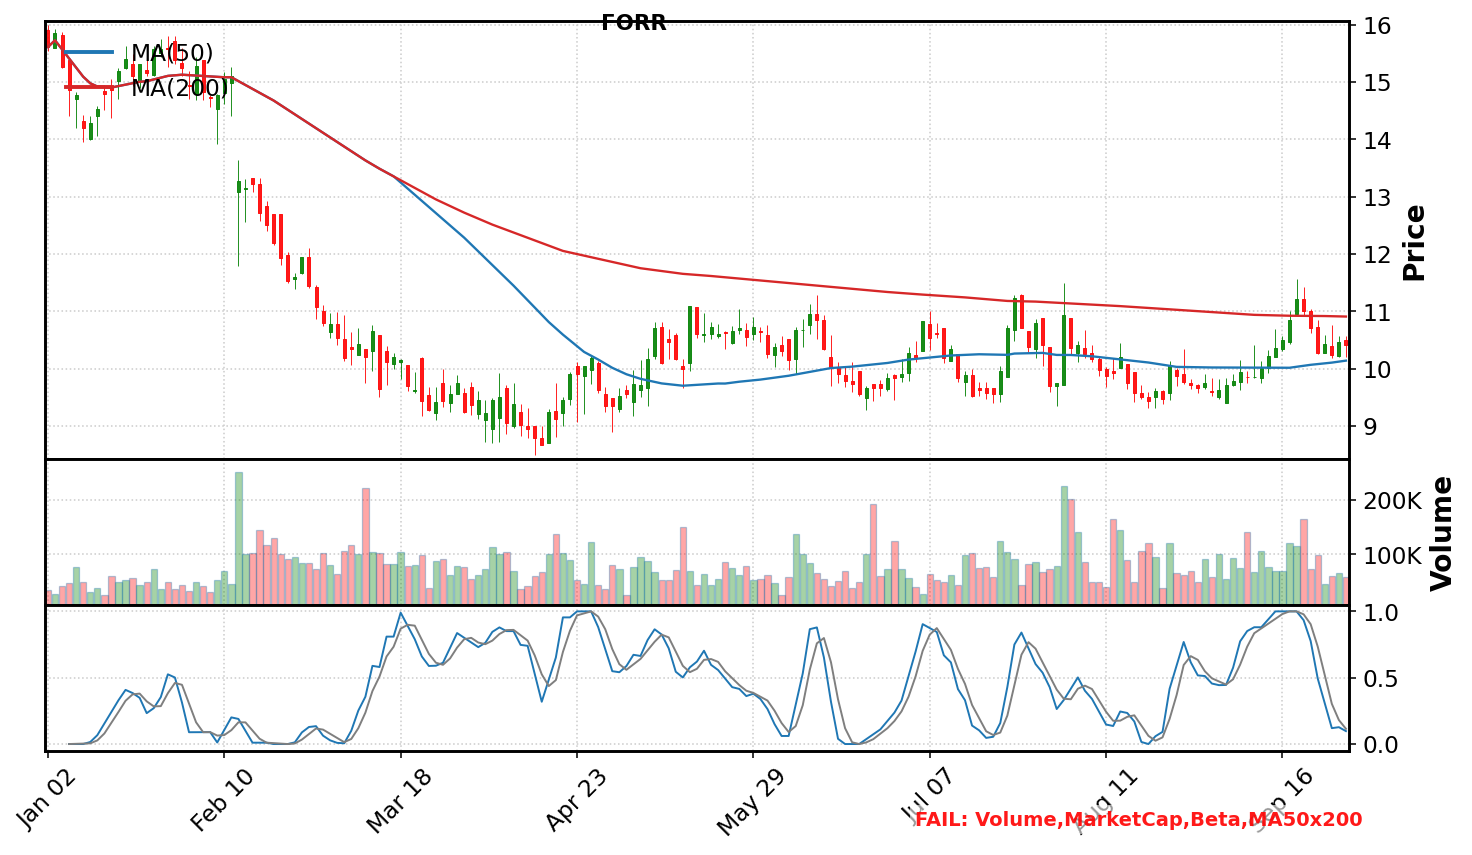 FORR
MA(50)
MA(200)
16
15
14
13
12
11
10
9
Price
200K
100K
Volume
1.0
0.5
0.0
Jan 02
Feb 10
Mar 18
Apr 23
May 29
Jul 07
Aug 11
Sep 16
FAIL: Volume,MarketCap,Beta,MA50x200